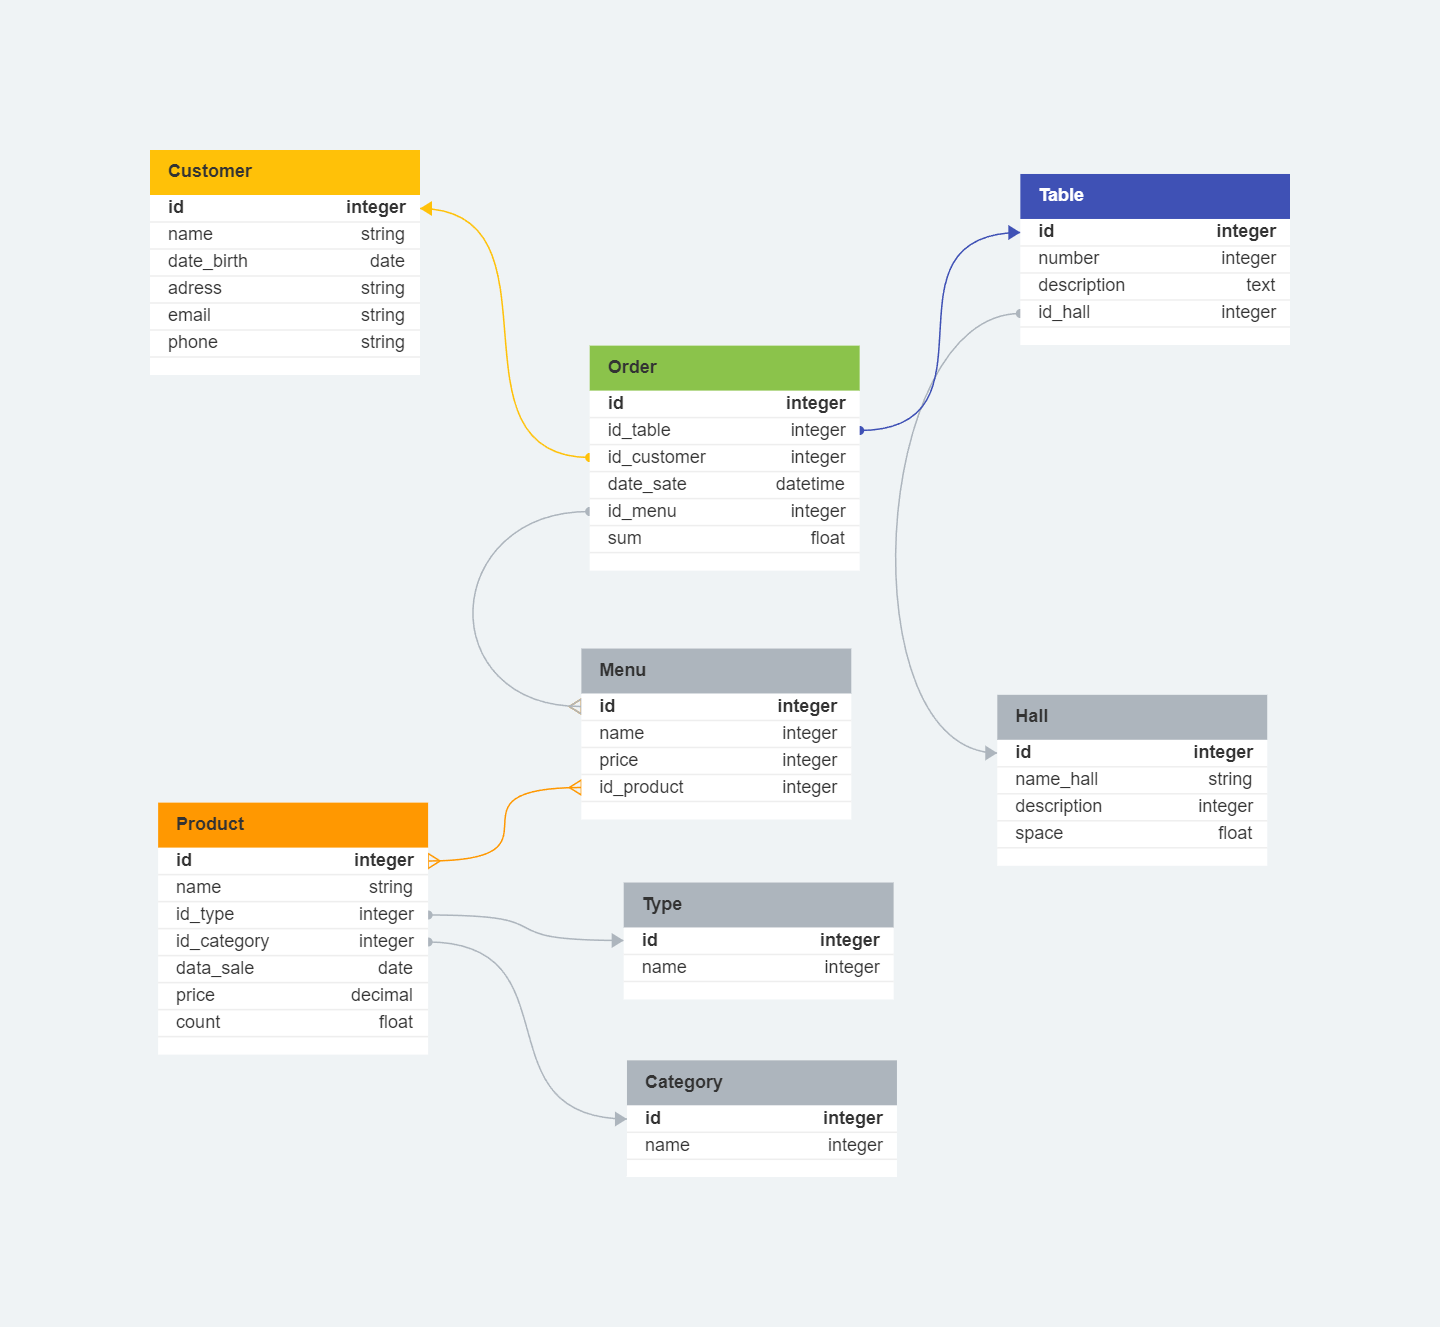 Customer
id integer
name string
date_birth date
adress string
email string
phone string
Table
id integer
number integer
description text
id_hall integer
Order
id integer
id_table integer
id_customer integer
date_sate datetime
id_menu integer
sum float
Menu
id integer
name integer
price integer
id_product integer
Hall
id integer
name_hall string
description integer
space float
Product
id integer
name string
id_type integer
id_category integer
data_sale date
price decimal
count float
Type
id integer
name integer
Category
id integer
name integer